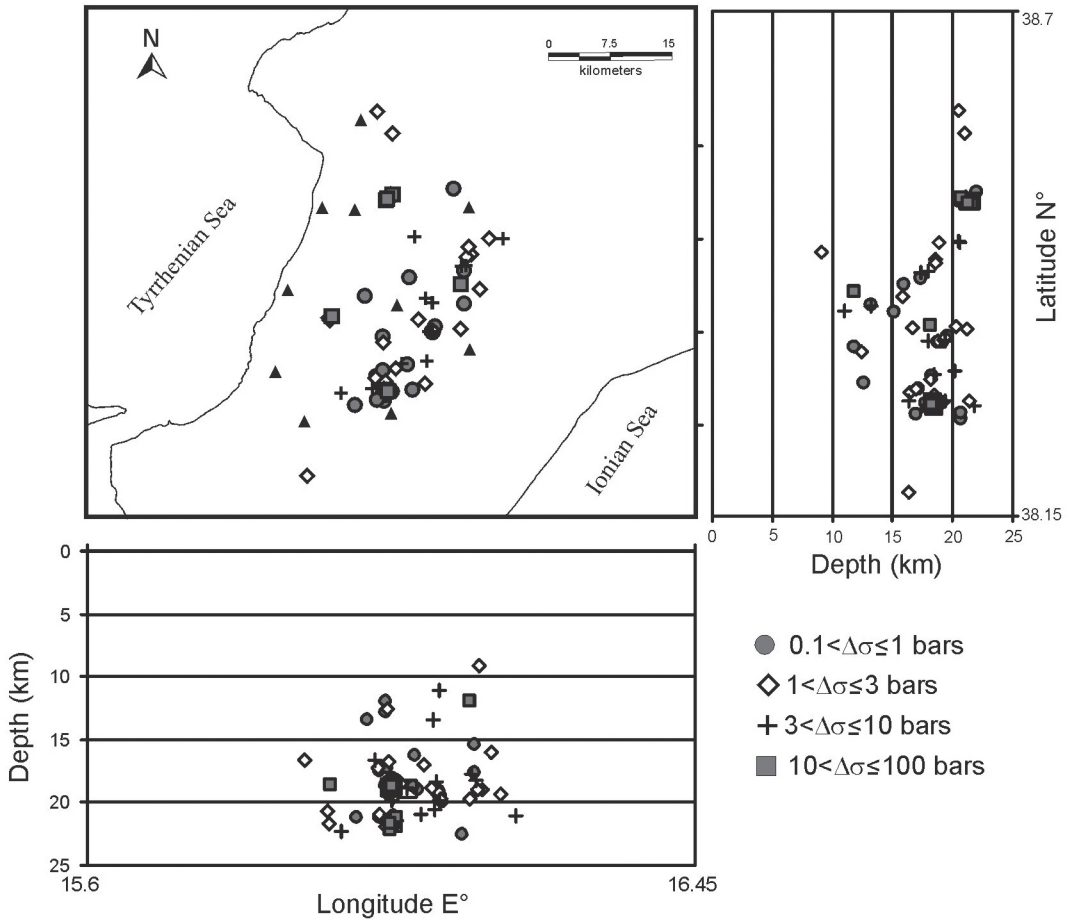 N
0 7.5 15
kilometers
Tyrrhenian Sea
Ionian Sea
38.7
Latitude N°
38.15
0 5 10 15 20 25
Depth (km)
0
5
10
15
20
25
Depth (km)
15.6 16.45
Longitude E°
0.1<Δσ≤1 bars
1<Δσ≤3 bars
3<Δσ≤10 bars
10<Δσ≤100 bars